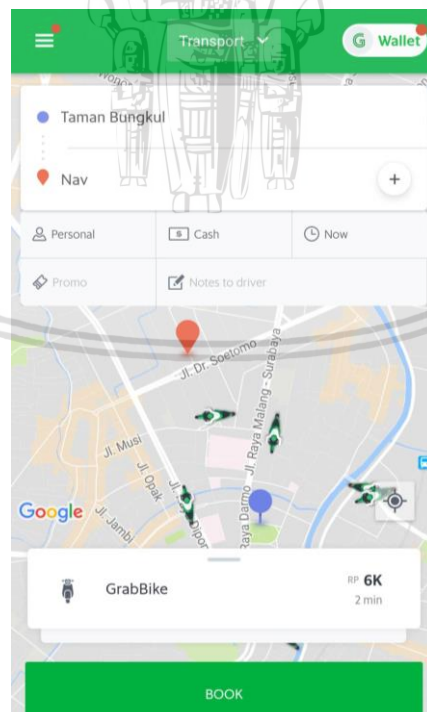 Transport
G Wallet
Taman Bungkul
Nav
+
Personal
$ Cash
Now
Promo
Notes to driver
Jl. Dr. Soetomo
Jl. Raya Darmo - Jl. Raya Malang - Surabaya
Jl. Musi
Jl. Opak
Jl. Jambi
Google
GrabBike
RP 6K
2 min
BOOK